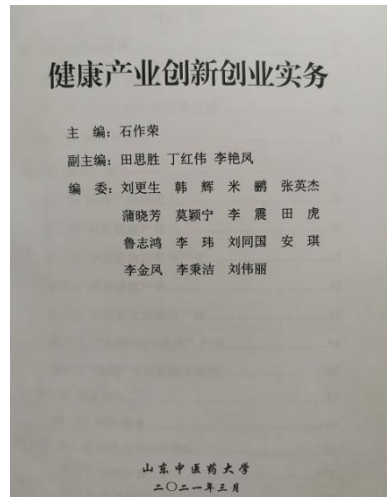 健康产业创新创业实务
主 编：石作荣
副主编：田思胜 丁红伟 李艳凤
编 委：刘更生 韩 辉 米 鹂 张英杰
蒲晓芳 莫颖宁 李 震 田 虎
鲁志鸿 李 玮 刘同国 安 琪
李金凤 李秉洁 刘伟丽
山东中医药大学
二〇二一年三月